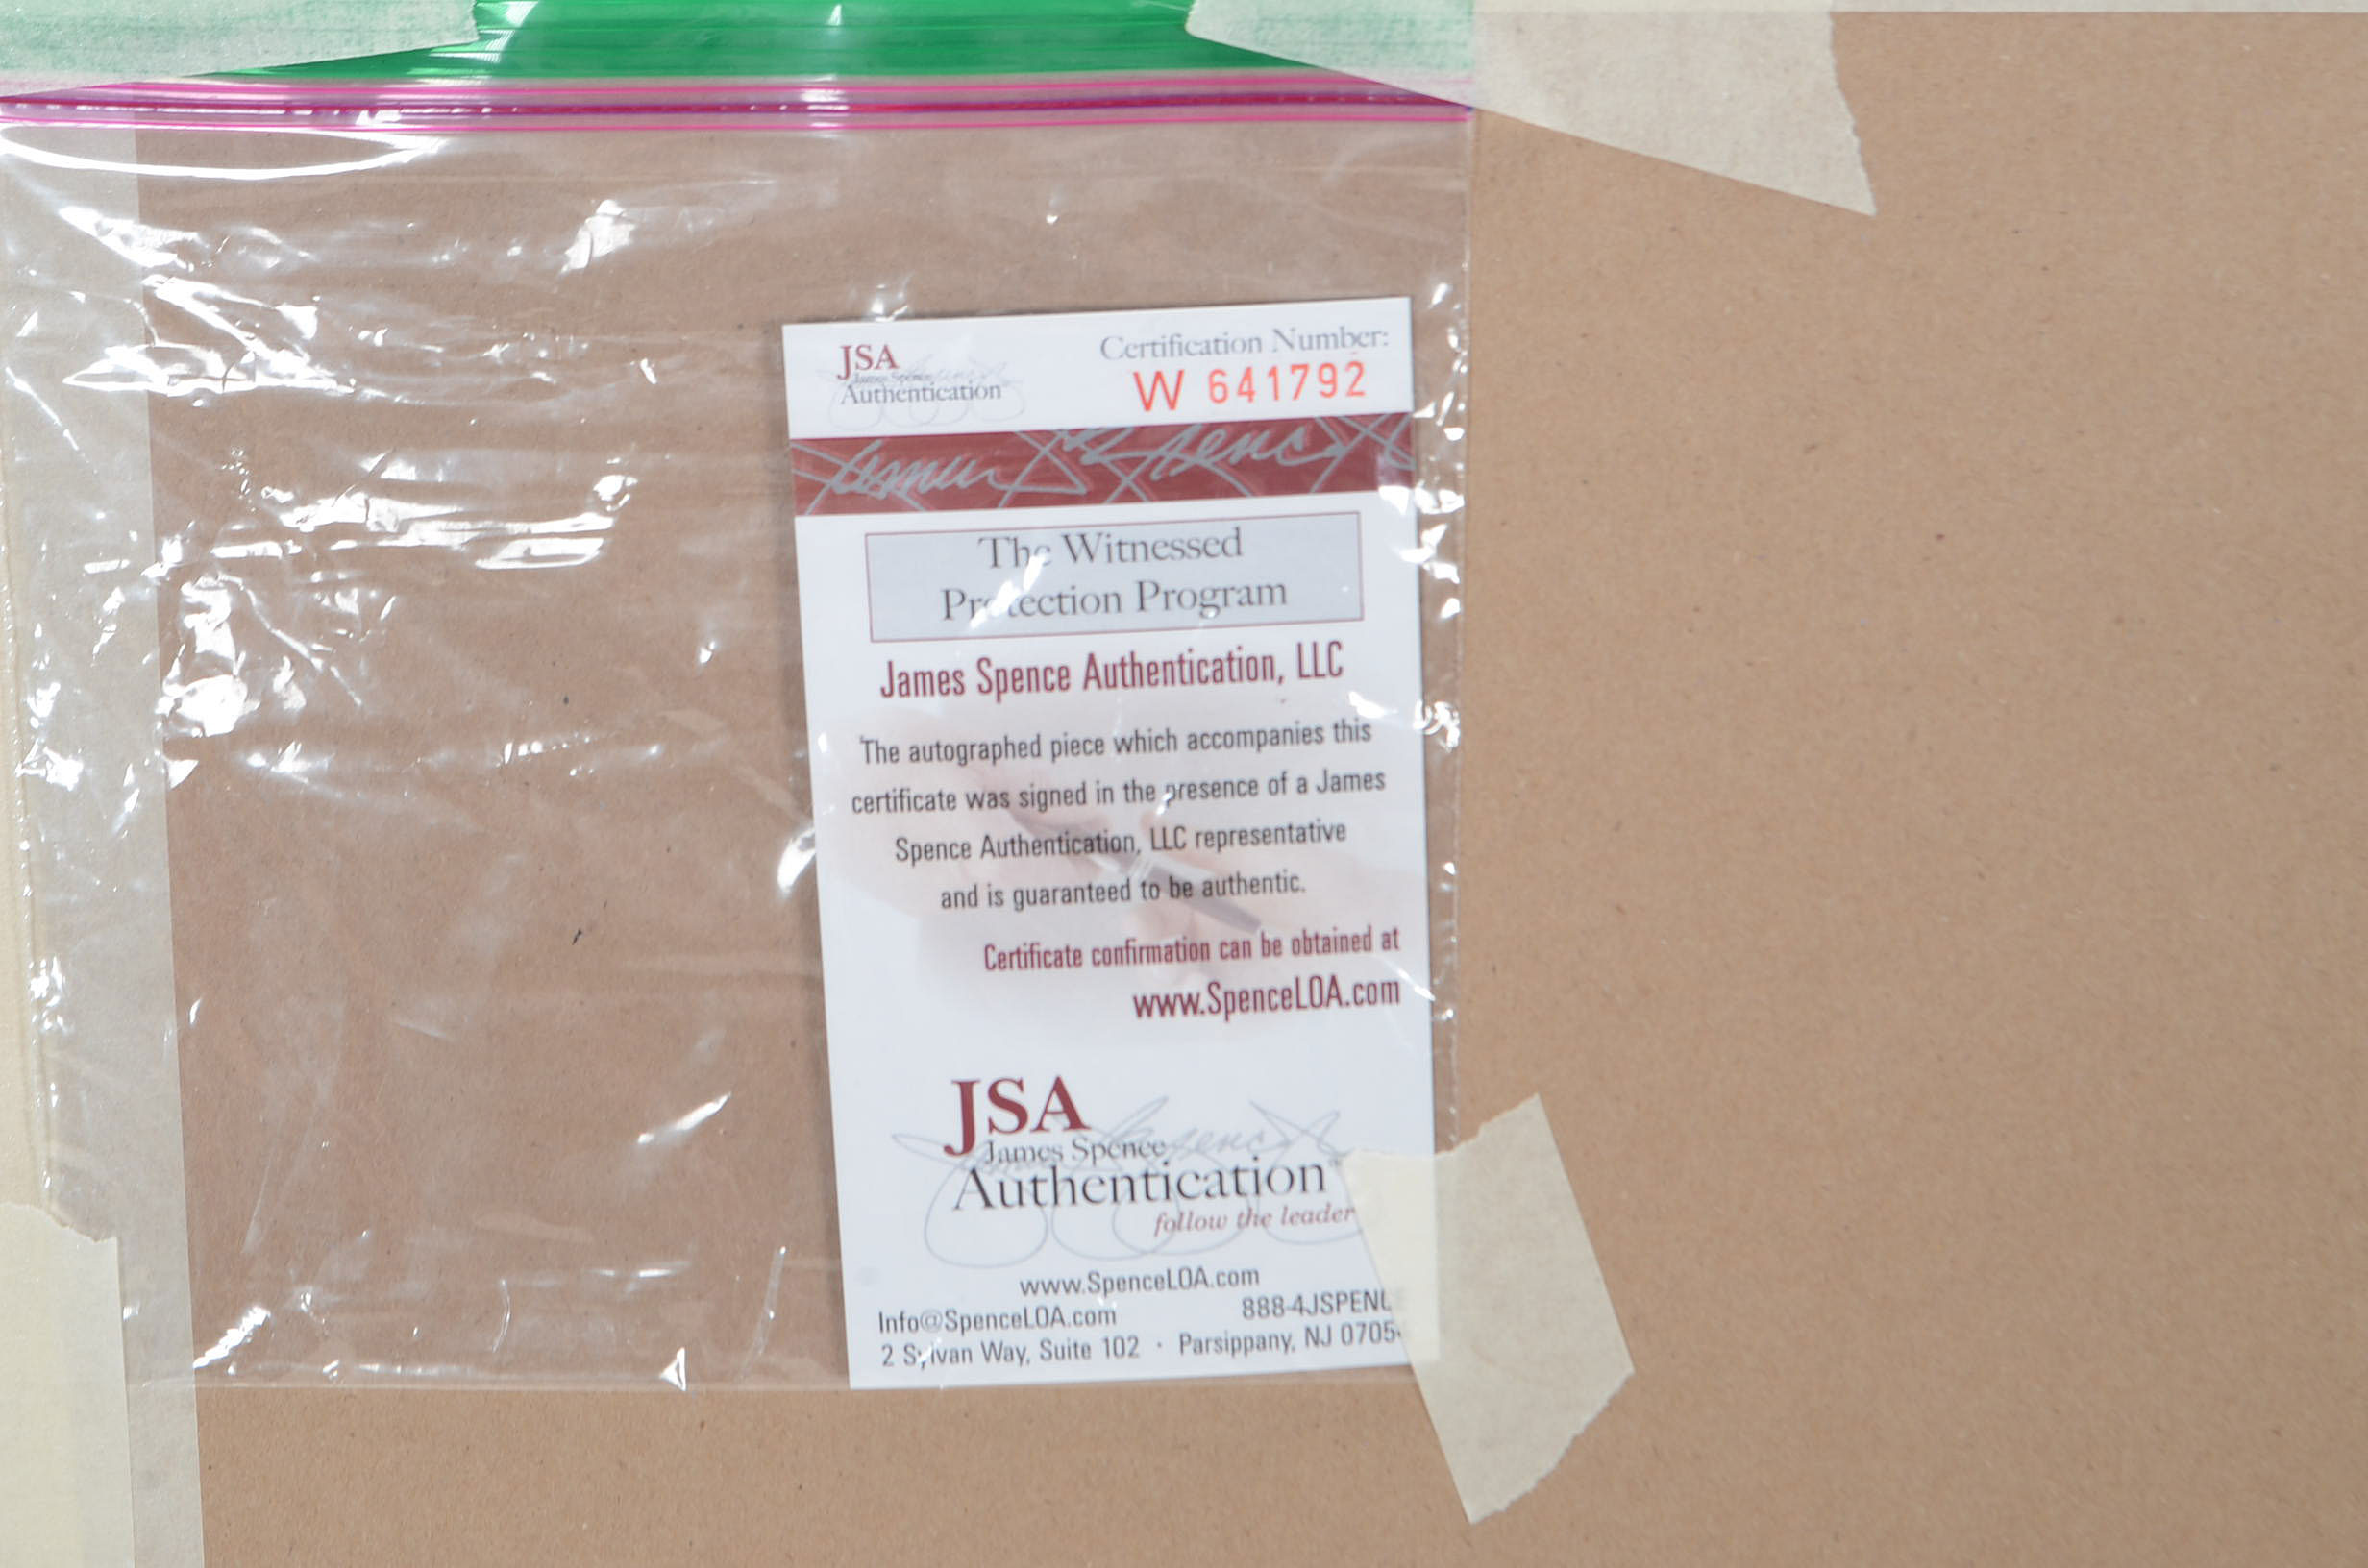 JSA
James Spence
Authentication
Certification Number:
W 641792
The Witnessed
Protection Program
James Spence Authentication, LLC
The autographed piece which accompanies this
certificate was signed in the presence of a James
Spence Authentication, LLC representative
and is guaranteed to be authentic.
Certificate confirmation can be obtained at
www.SpenceLOA.com
JSA
James Spence
Authentication
follow the leader
www.SpenceLOA.com
Info@SpenceLOA.com
2 Sylvan Way, Suite 102 · Parsippany, NJ